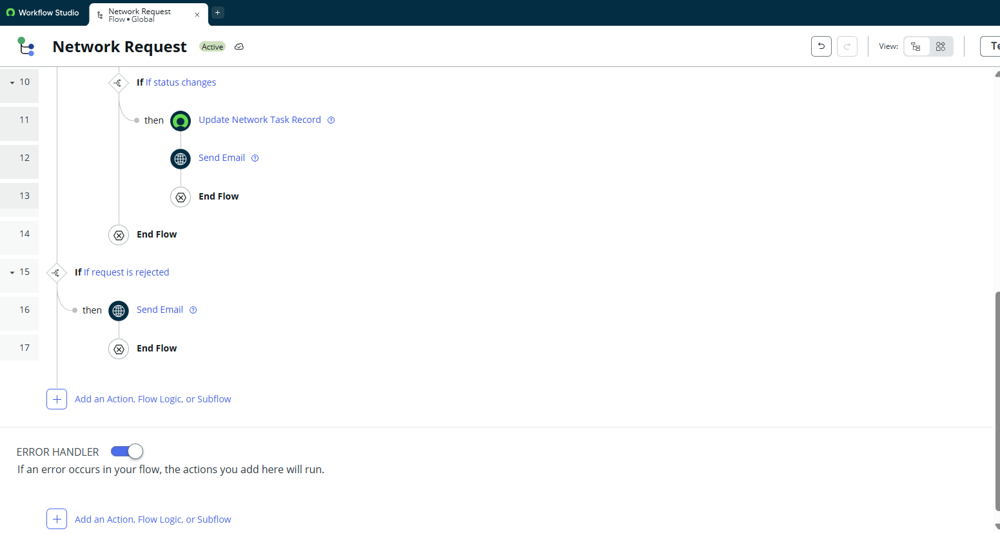 Workflow Studio
Network Request
Flow • Global
Network Request
Active
View:
Te
10
If If status changes
11
then Update Network Task Record
12
Send Email
13
End Flow
14
End Flow
15
If If request is rejected
16
then Send Email
17
End Flow
Add an Action, Flow Logic, or Subflow
ERROR HANDLER
If an error occurs in your flow, the actions you add here will run.
Add an Action, Flow Logic, or Subflow